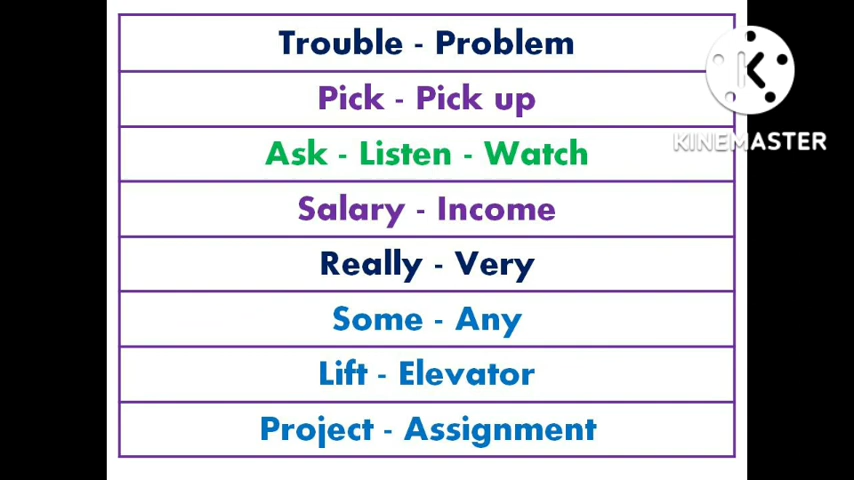 Trouble - Problem
Pick - Pick up
KINEMASTER
Ask - Listen - Watch
Salary - Income
Really - Very
Some - Any
Lift - Elevator
Project - Assignment